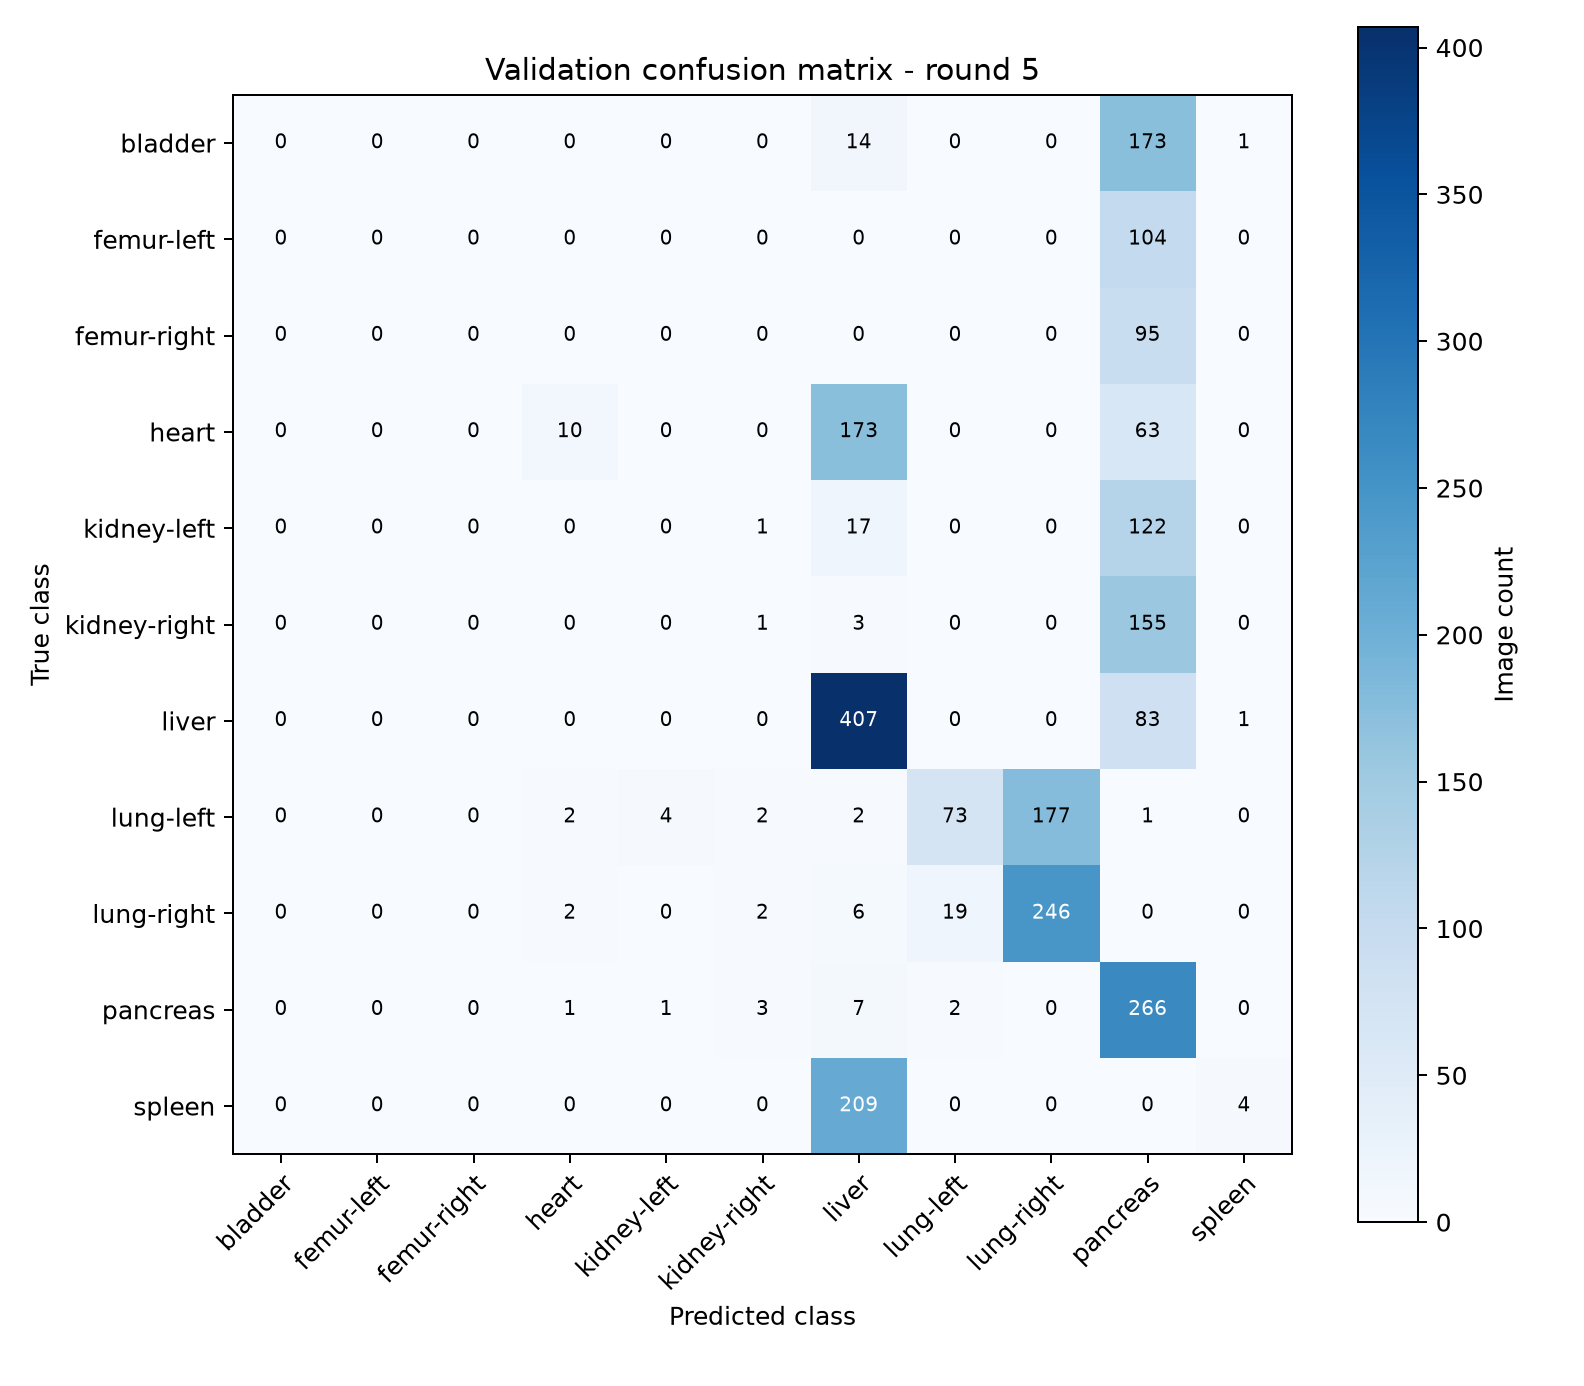 Validation confusion matrix - round 5
bladder 0 0 0 0 0 0 14 0 0 173 1
femur-left 0 0 0 0 0 0 0 0 0 104 0
femur-right 0 0 0 0 0 0 0 0 0 95 0
heart 0 0 0 10 0 0 173 0 0 63 0
kidney-left 0 0 0 0 0 1 17 0 0 122 0
kidney-right 0 0 0 0 0 1 3 0 0 155 0
liver 0 0 0 0 0 0 407 0 0 83 1
lung-left 0 0 0 2 4 2 2 73 177 1 0
lung-right 0 0 0 2 0 2 6 19 246 0 0
pancreas 0 0 0 1 1 3 7 2 0 266 0
spleen 0 0 0 0 0 0 209 0 0 0 4
bladder femur-left femur-right heart kidney-left kidney-right liver lung-left lung-right pancreas spleen
Predicted class
True class
400
350
300
250
200
150
100
50
0
Image count